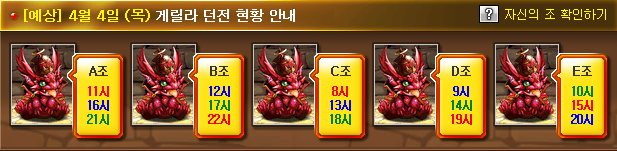 [예상] 4월 4일 (목) 게릴라 던전 현황 안내
? 자신의 조 확인하기
A조
11시
16시
21시
B조
12시
17시
22시
C조
8시
13시
18시
D조
9시
14시
19시
E조
10시
15시
20시